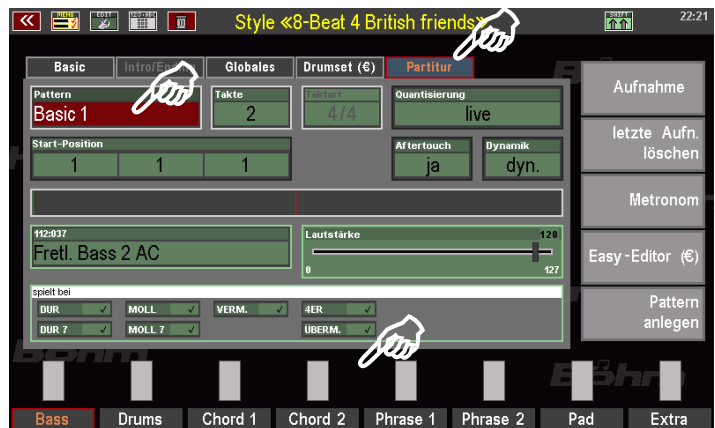 MENU
EDIT
Style «8-Beat 4 British friends»
SHIFT
22:21
Basic
Globales
Drumset (€)
Partitur
Pattern
Basic 1
Takte
2
Taktart
4/4
Quantisierung
live
Start-Position
1 1 1
Aftertouch
ja
Dynamik
dyn.
112:037
Fretl. Bass 2 AC
Lautstärke
120
0
127
spielt bei
DUR ✓ MOLL ✓ VERM. ✓ 4ER ✓
DUR 7 ✓ MOLL 7 ✓ ÜBERM. ✓
Aufnahme
letzte Aufn.
löschen
Metronom
Easy-Editor (€)
Pattern
anlegen
Böhm
Böhm
Bass Drums Chord 1 Chord 2 Phrase 1 Phrase 2 Pad Extra